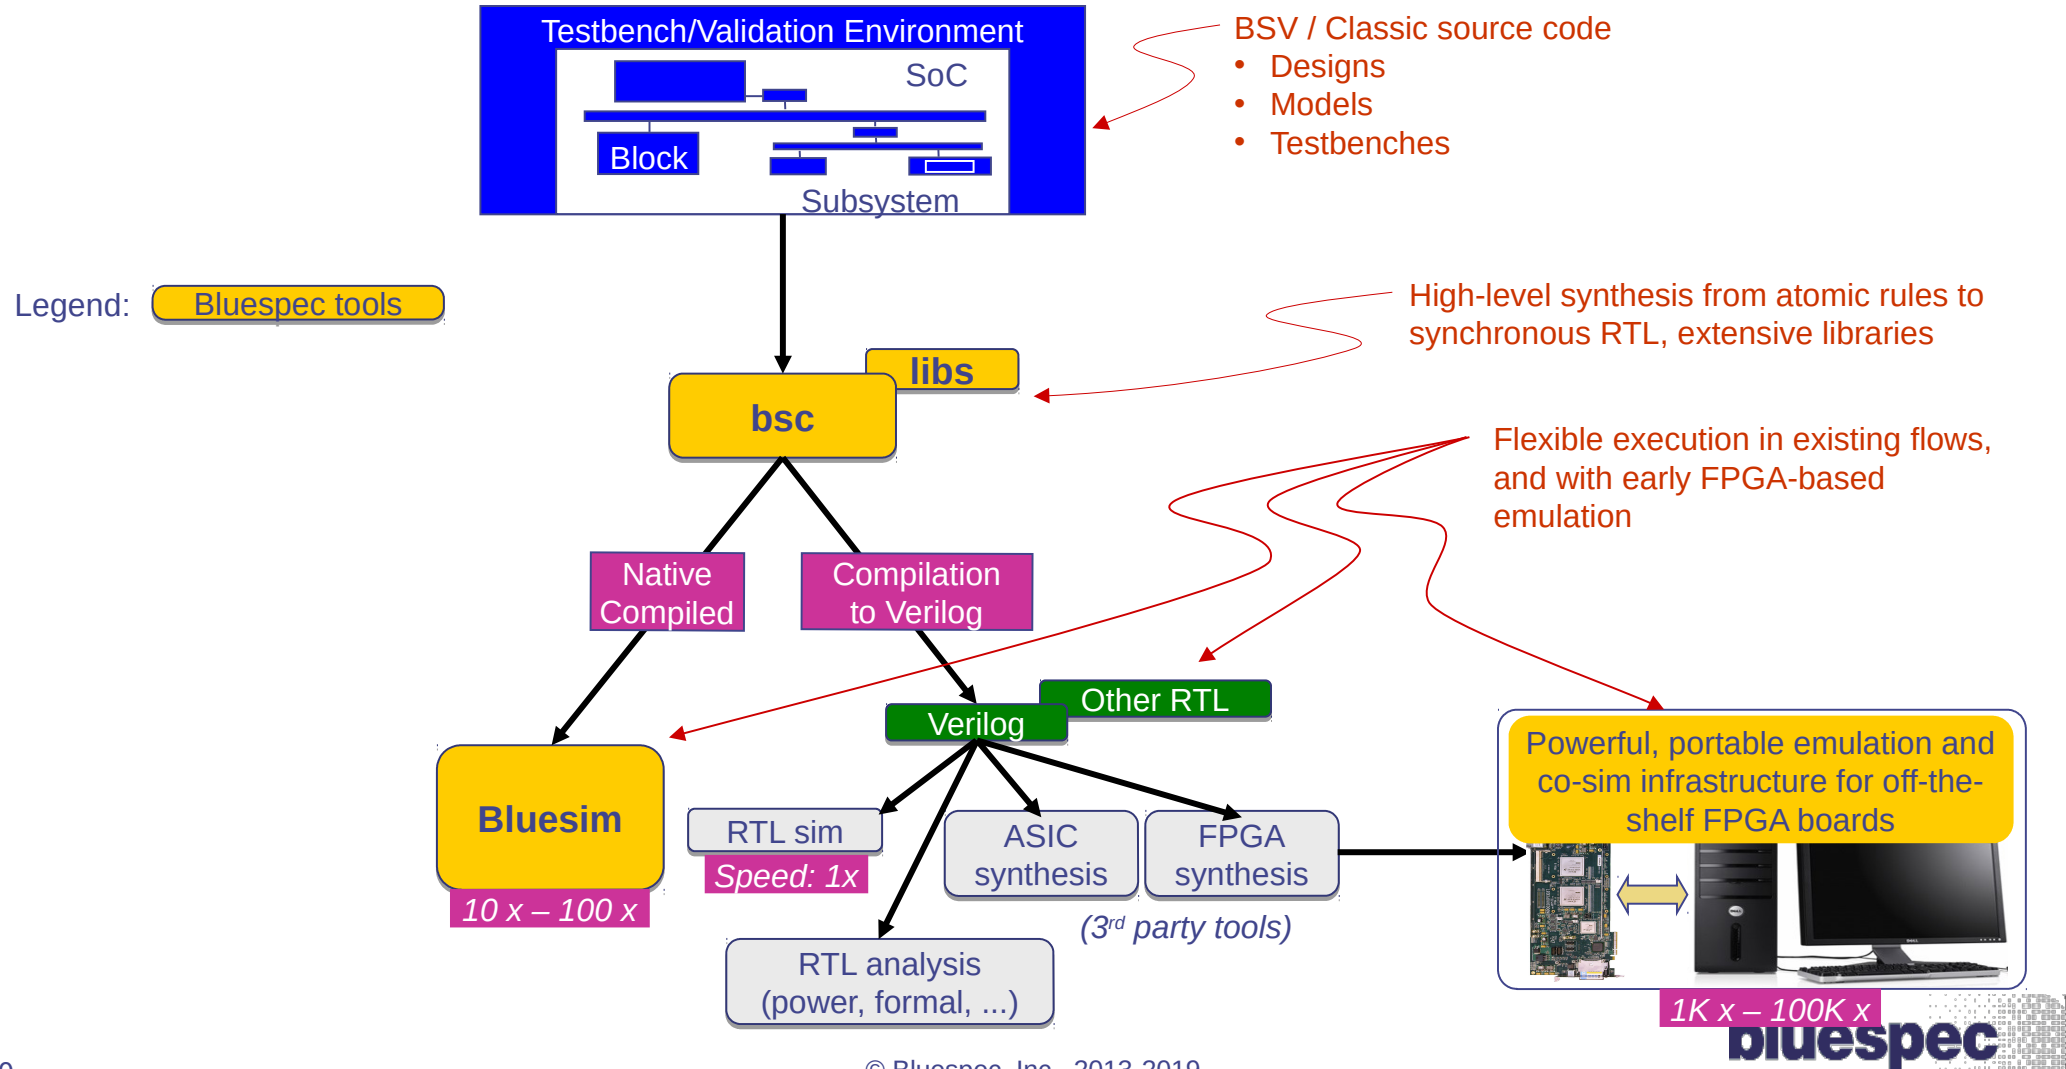 Testbench/Validation Environment
SoC
Block
Subsystem
BSV / Classic source code
• Designs
• Models
• Testbenches
Legend:
Bluespec tools
High-level synthesis from atomic rules to
synchronous RTL, extensive libraries
libs
bsc
Flexible execution in existing flows,
and with early FPGA-based
emulation
Native
Compiled
Compilation
to Verilog
Other RTL
Verilog
Bluesim
10 x – 100 x
RTL sim
Speed: 1x
ASIC
synthesis
FPGA
synthesis
(3rd party tools)
RTL analysis
(power, formal, ...)
Powerful, portable emulation and
co-sim infrastructure for off-the-
shelf FPGA boards
1K x – 100K x
bluespec
© Bluespec, Inc., 2013-2019